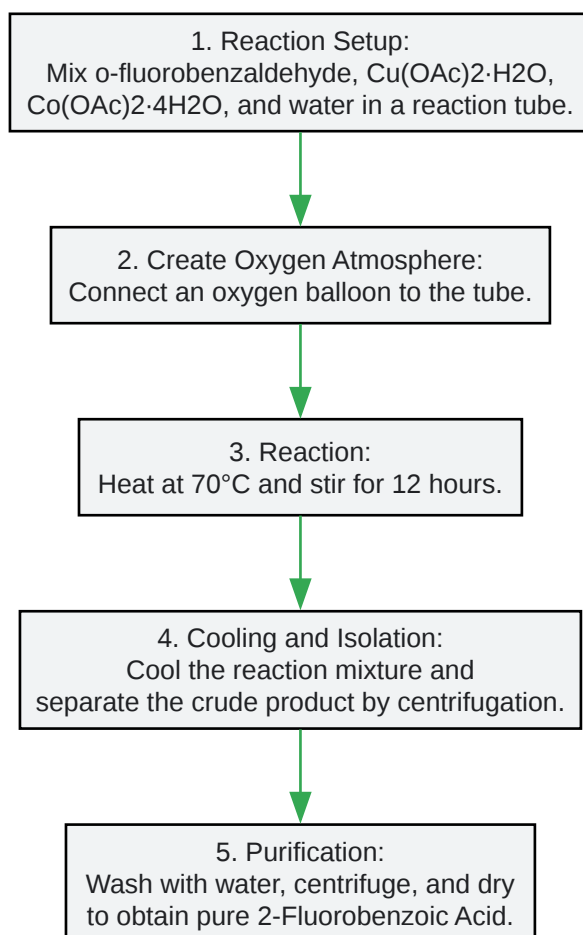 1. Reaction Setup:
Mix o-fluorobenzaldehyde, Cu(OAc)2·H2O,
Co(OAc)2·4H2O, and water in a reaction tube.
2. Create Oxygen Atmosphere:
Connect an oxygen balloon to the tube.
3. Reaction:
Heat at 70°C and stir for 12 hours.
4. Cooling and Isolation:
Cool the reaction mixture and
separate the crude product by centrifugation.
5. Purification:
Wash with water, centrifuge, and dry
to obtain pure 2-Fluorobenzoic Acid.